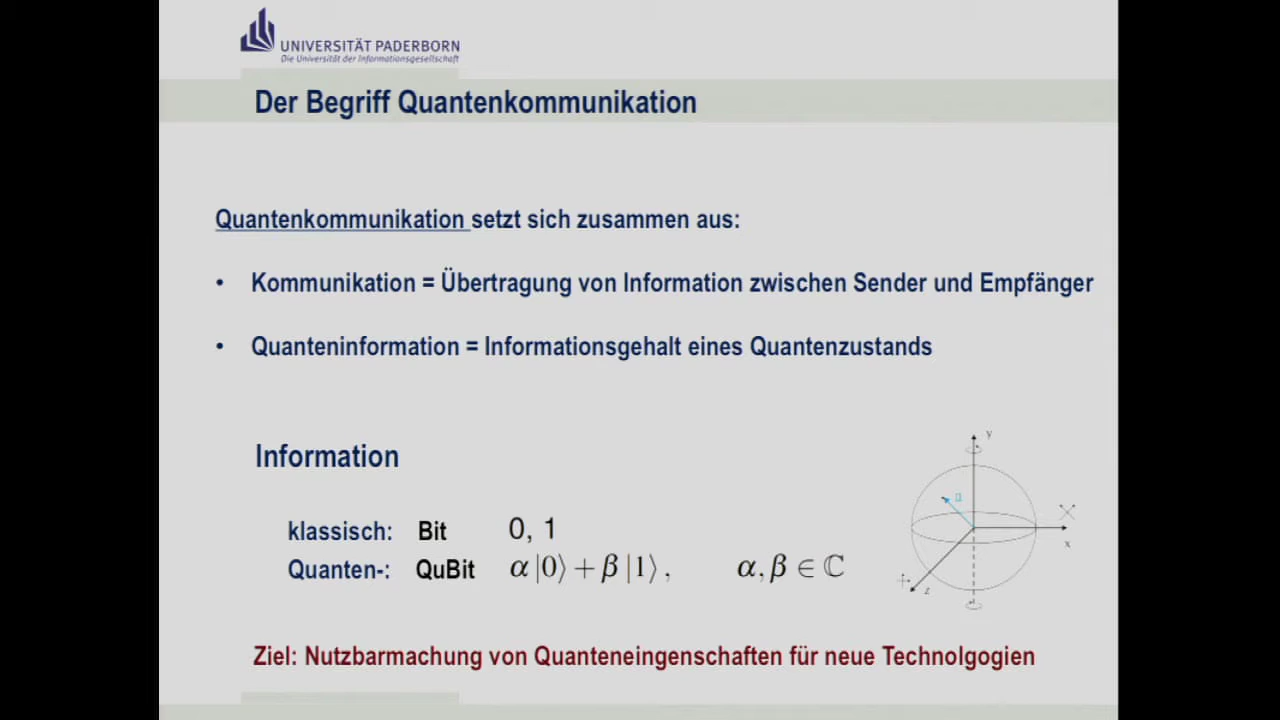 UNIVERSITÄT PADERBORN
Die Universität der Informationsgesellschaft
Der Begriff Quantenkommunikation
Quantenkommunikation setzt sich zusammen aus:
• Kommunikation = Übertragung von Information zwischen Sender und Empfänger
• Quanteninformation = Informationsgehalt eines Quantenzustands
Information
klassisch: Bit 0, 1
Quanten-: QuBit α|0⟩ + β|1⟩, α, β ∈ ℂ
y
x
z
Ziel: Nutzbarmachung von Quanteneingenschaften für neue Technolgogien